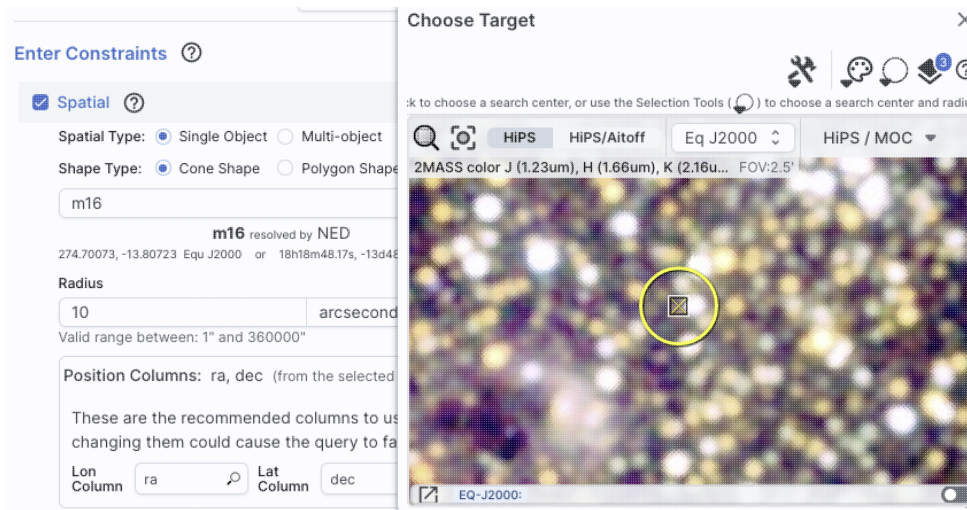 Choose Target
Enter Constraints
Spatial
3
to choose a search center, or use the Selection Tools ( ) to choose a search center and
Spatial Type: Single Object Multi-object
Shape Type: Cone Shape Polygon Shape
HiPS HiPS/Aitoff Eq J2000 HiPS / MOC
2MASS color J (1.23um), H (1.66um), K (2.16u... FOV:2.5'
m16
m16 resolved by NED
274.70073, -13.80723 Equ J2000 or 18h18m48.17s, -13d48
Radius
10 arcsecond
Valid range between: 1" and 360000"
Position Columns: ra, dec (from the selected
These are the recommended columns to
changing them could cause the query to
Lon Column ra Lat Column dec
EQ-J2000: